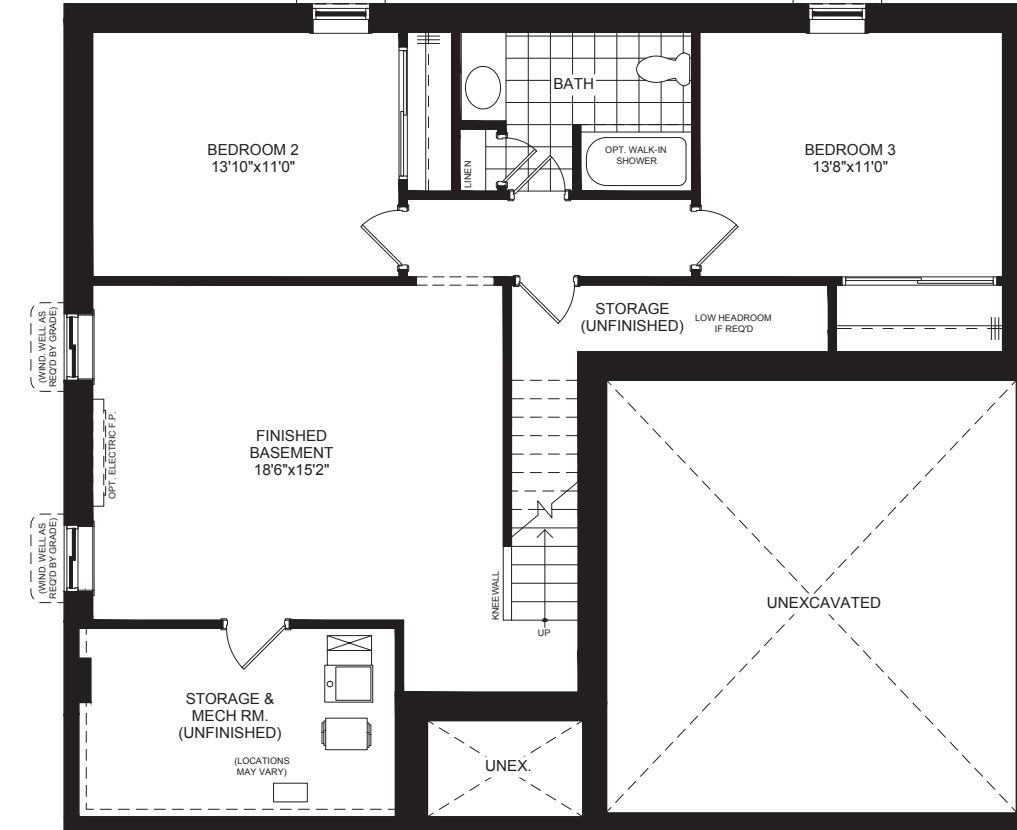 BATH
BEDROOM 2
13'10"x11'0"
LINEN
OPT. WALK-IN
SHOWER
BEDROOM 3
13'8"x11'0"
STORAGE
(UNFINISHED)
LOW HEADROOM
IF REQ'D
(WIND. WELL AS
REQ'D BY GRADE)
OPT. ELECTRIC F.P.
FINISHED
BASEMENT
18'6"x15'2"
(WIND. WELL AS
REQ'D BY GRADE)
KNEEWALL
UP
UNEXCAVATED
STORAGE &
MECH RM.
(UNFINISHED)
(LOCATIONS
MAY VARY)
UNEX.